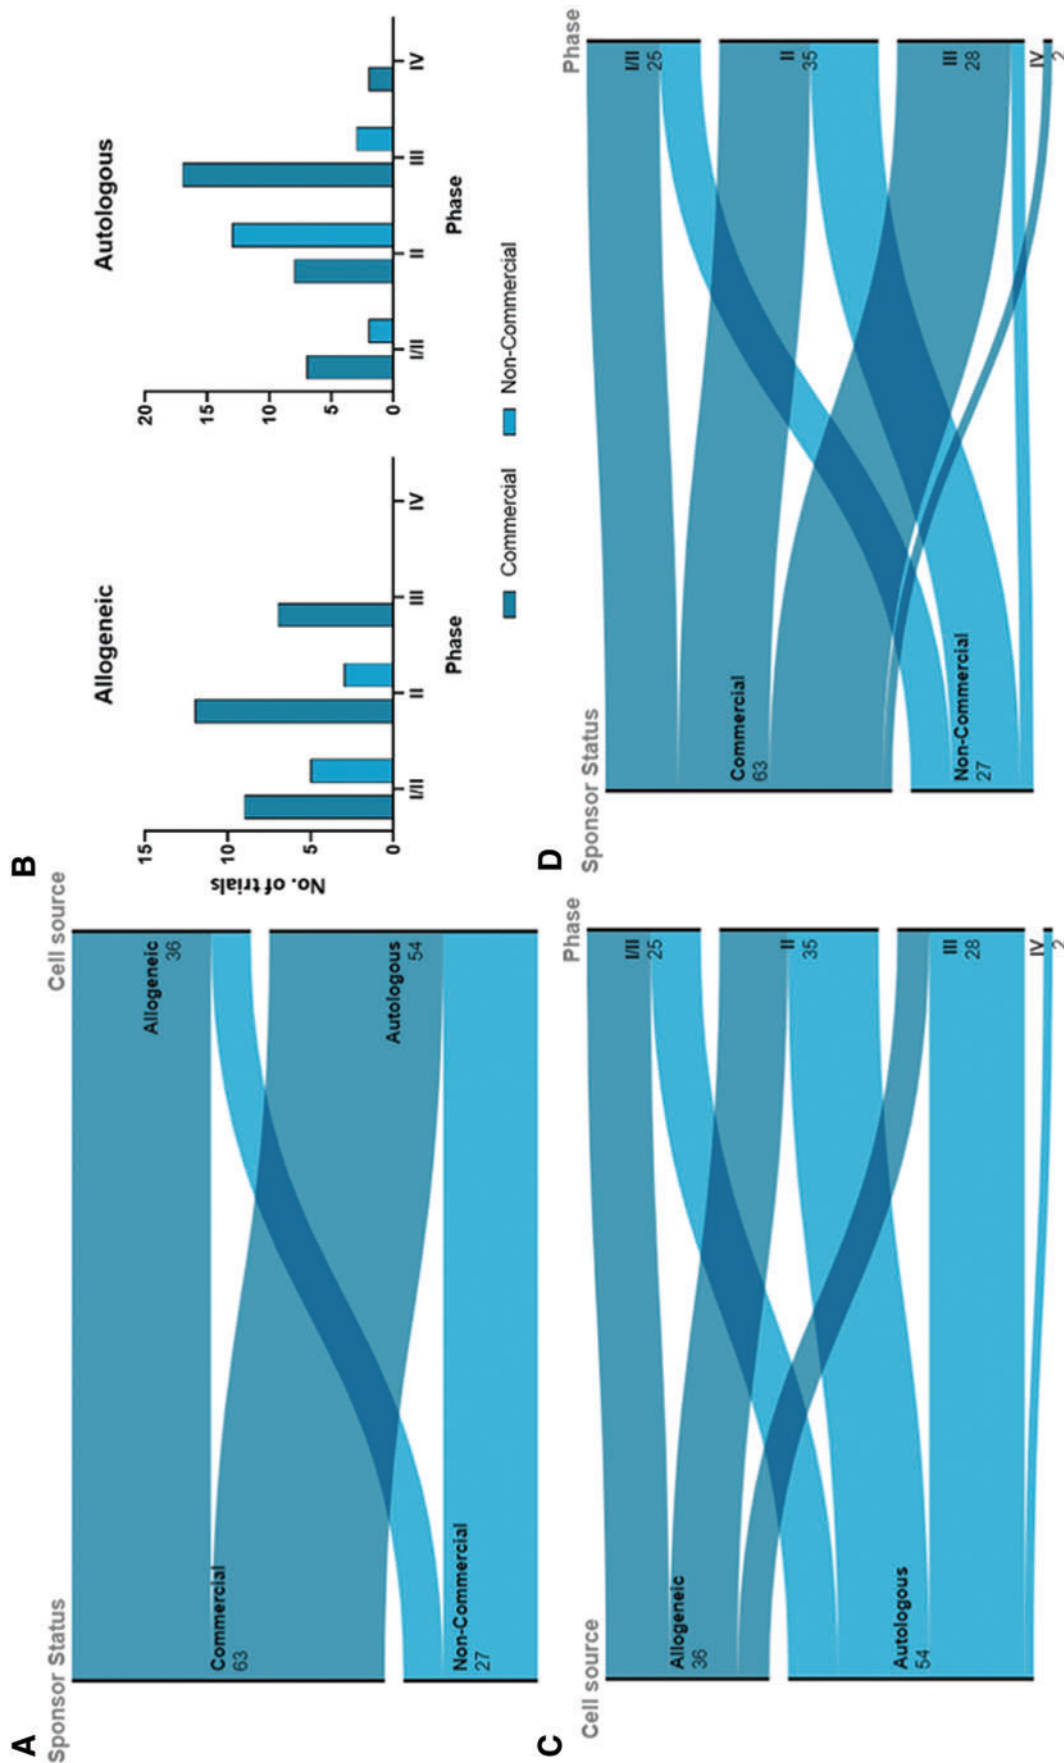 A
Sponsor Status
Cell source
Commercial
63
Non-Commercial
27
Allogeneic
36
Autologous
54
B
Allogeneic
Autologous
No. of trials
15
10
5
0
I/II
II
III
IV
Phase
20
15
10
5
0
I/II
II
III
IV
Phase
Commercial
Non-Commercial
C
Cell source
Phase
Allogeneic
36
Autologous
54
I/II
25
II
35
III
28
IV
2
D
Sponsor Status
Phase
Commercial
63
Non-Commercial
27
I/II
25
II
35
III
28
IV
2